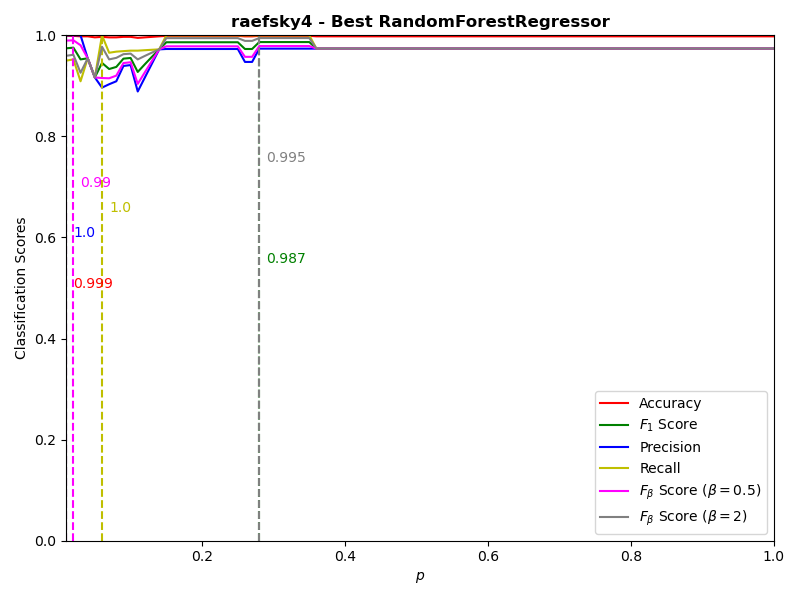 raefsky4 - Best RandomForestRegressor
1.0
0.8
0.6
0.4
0.2
0.0
Classification Scores
0.995
0.99
1.0
1.0
0.987
0.999
Accuracy
F₁ Score
Precision
Recall
Fᵦ Score (β = 0.5)
Fᵦ Score (β = 2)
0.2
0.4
0.6
0.8
1.0
p